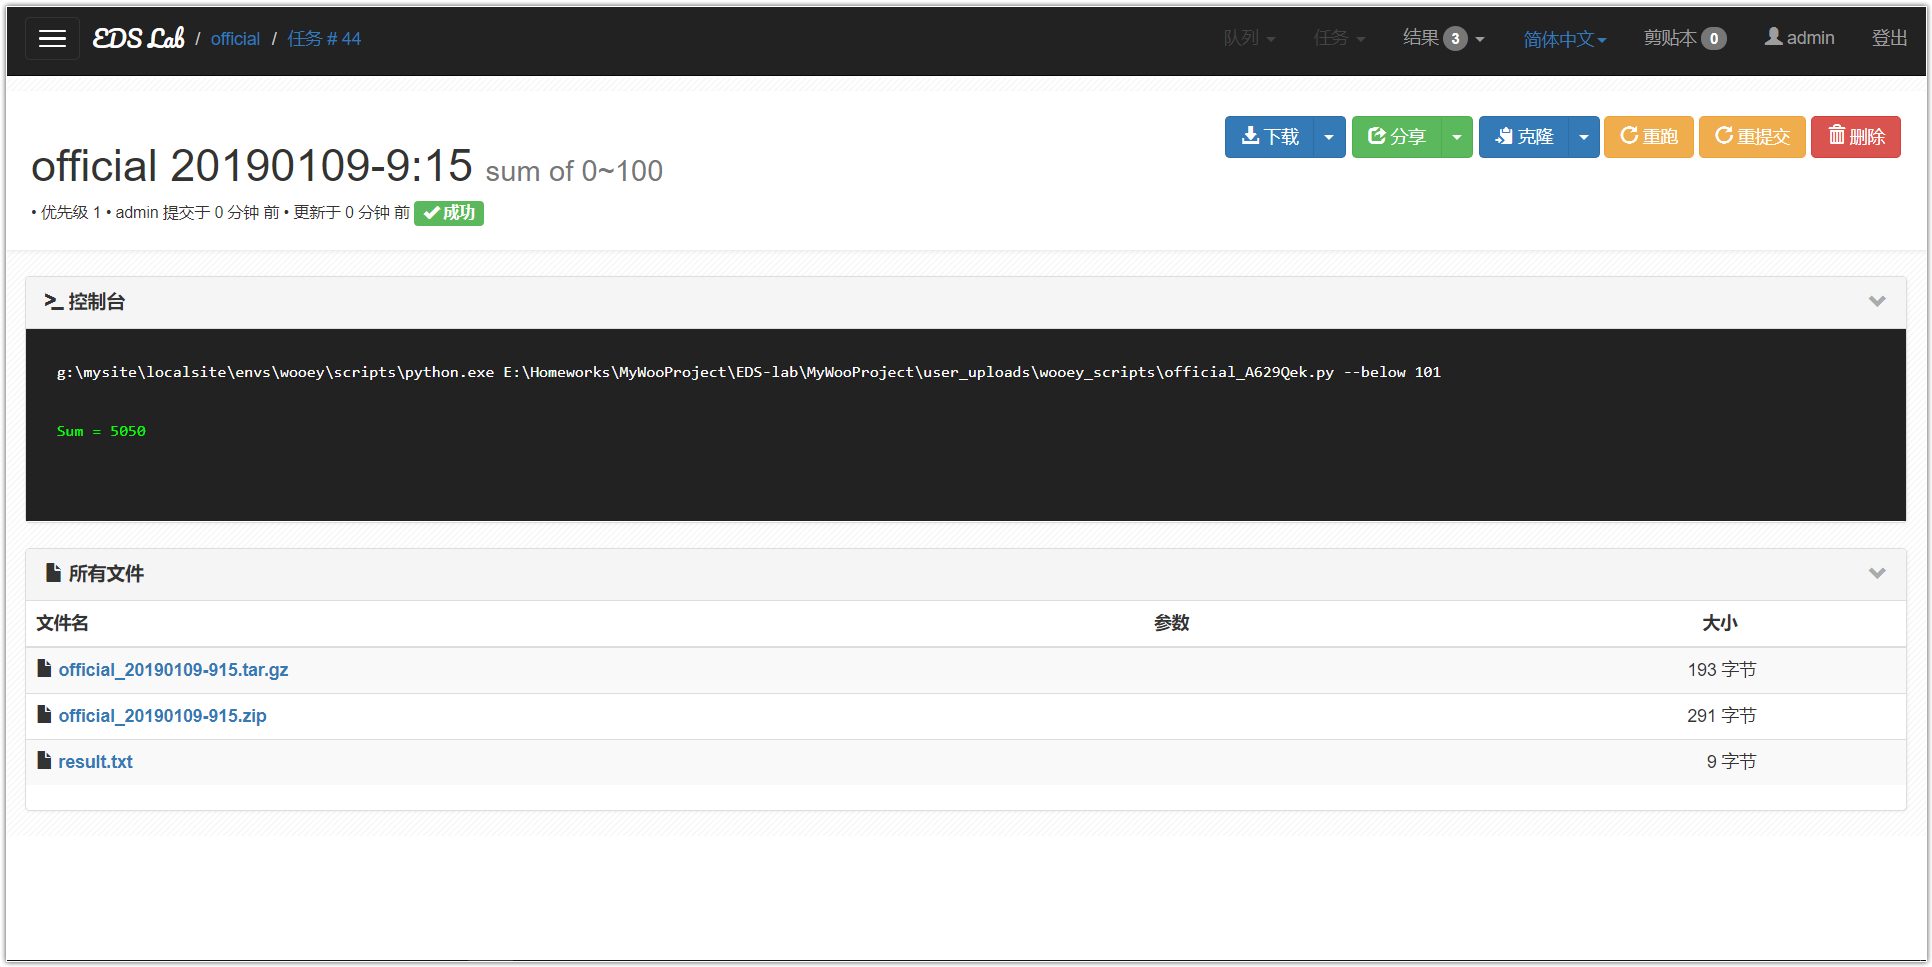 EDS Lab / official / 任务 # 44 队列 任务 结果 3 简体中文 剪贴本 0 admin 登出
下载 分享 克隆 重跑 重提交 删除
official 20190109-9:15 sum of 0~100
• 优先级 1 • admin 提交于 0 分钟 前 • 更新于 0 分钟 前 成功
控制台
g:\mysite\localsite\envs\wooey\scripts\python.exe E:\Homeworks\MyWooProject\EDS-lab\MyWooProject\user_uploads\wooey_scripts\official_A629Qek.py --below 101
Sum = 5050
所有文件
文件名 参数 大小
official_20190109-915.tar.gz 193 字节
official_20190109-915.zip 291 字节
result.txt 9 字节